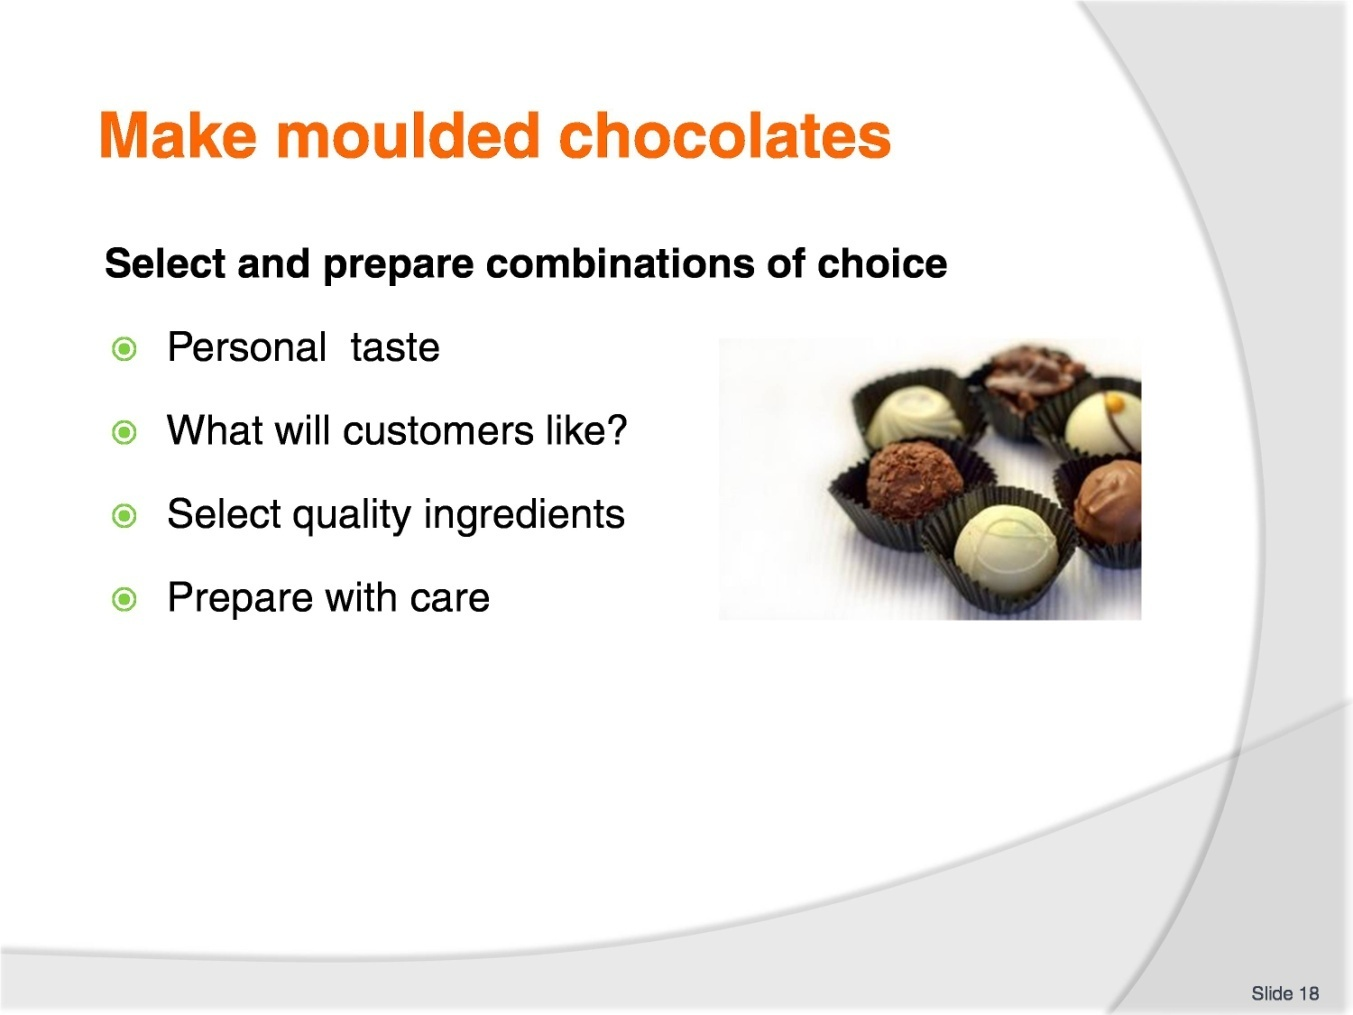 Make moulded chocolates
Select and prepare combinations of choice
Personal  taste
What will customers like?
Select quality ingredients
Prepare with care
Slide 18